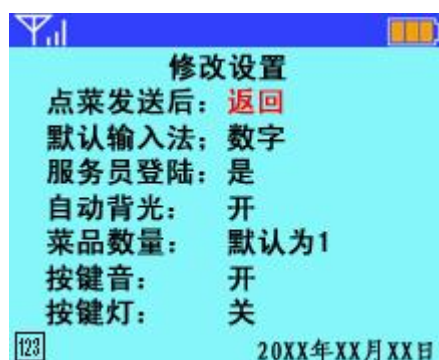 修改设置
点菜发送后：返回
默认输入法；数字
服务员登陆：是
自动背光：开
菜品数量：默认为1
按键音：开
按键灯：关
123 20XX年XX月XX日